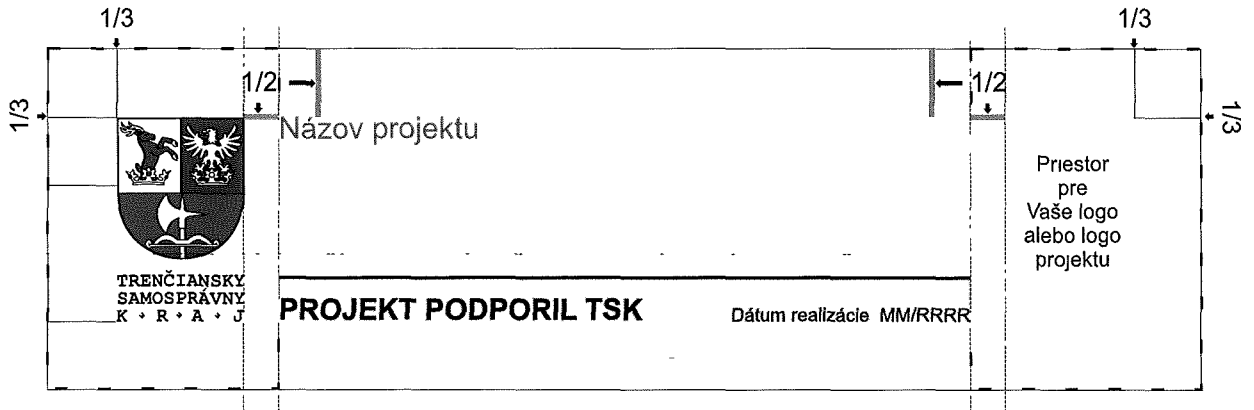 1/3
1/3
1/2
1/2
1/3
1/3
Názov projektu
Priestor
pre
Vaše logo
alebo logo
projektu
TRENČIANSKY
SAMOSPRÁVNY
K • R • A • J
PROJEKT PODPORIL TSK
Dátum realizácie MM/RRRR